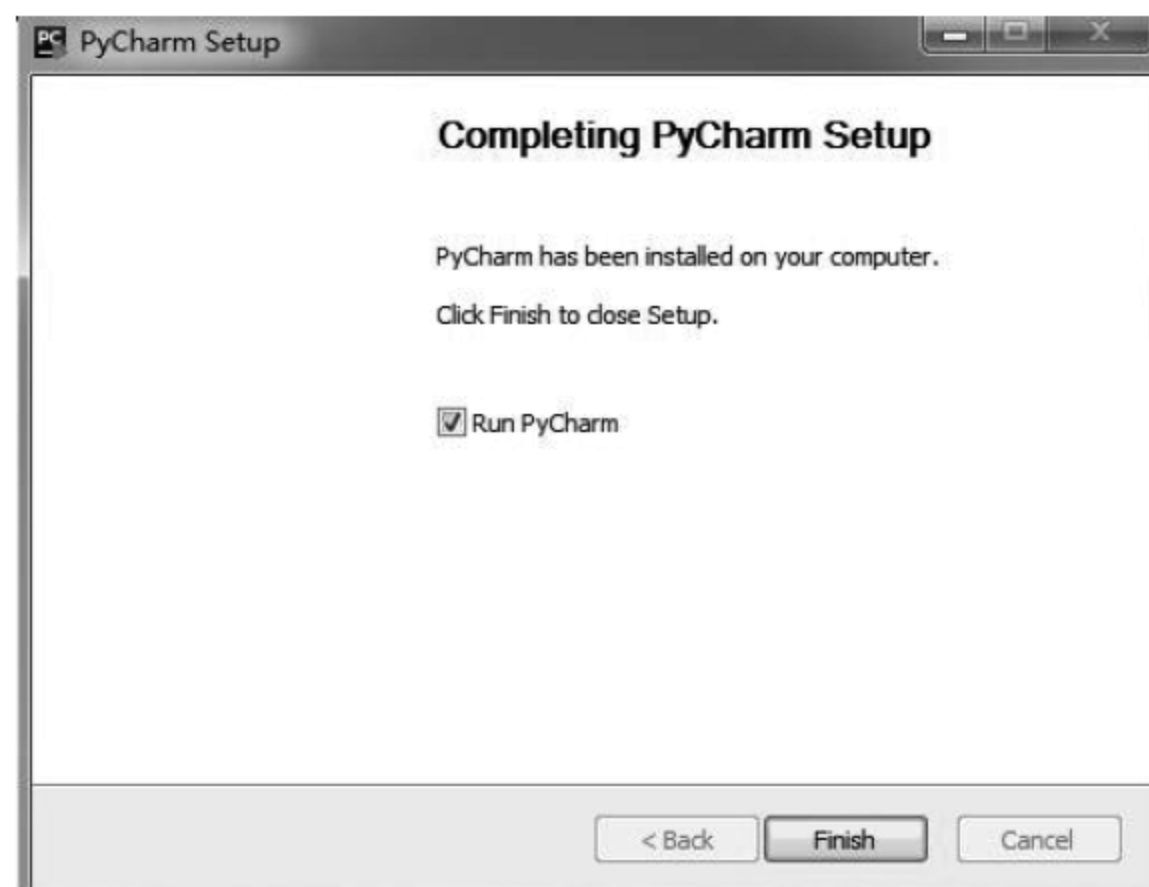 PC PyCharm Setup
Completing PyCharm Setup
PyCharm has been installed on your computer.
Click Finish to close Setup.
Run PyCharm
< Back Finish Cancel